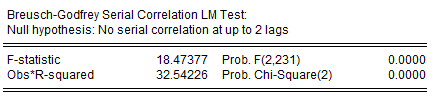 Breusch-Godfrey Serial Correlation LM Test:
Null hypothesis: No serial correlation at up to 2 lags
F-statistic 18.47377 Prob. F(2,231) 0.0000
Obs*R-squared 32.54226 Prob. Chi-Square(2) 0.0000